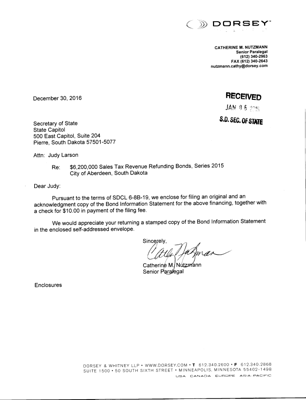 DORSEY
CATHERINE M. NUTZMANN
Senior Paralegal
(612) 340-2663
FAX (612) 340-2643
nutzmann.cathy@dorsey.com
December 30, 2016
RECEIVED
S.D. SEC. OF STATE
Secretary of State
State Capitol
500 East Capitol, Suite 204
Pierre, South Dakota 57501-5077
Attn: Judy Larson
Re: $6,200,000 Sales Tax Revenue Refunding Bonds, Series 2015
City of Aberdeen, South Dakota
Dear Judy:
Pursuant to the terms of SDCL 6-8B-19, we enclose for filing an original and an
acknowledgment copy of the Bond Information Statement for the above financing, together with
a check for $10.00 in payment of the filing fee.
We would appreciate your returning a stamped copy of the Bond Information Statement
in the enclosed self-addressed envelope.
Sincerely,
Catherine M. Nutzmann
Senior Paralegal
Enclosures
DORSEY & WHITNEY LLP • WWW.DORSEY.COM • T 612.340.2600 • F 612.340.2868
SUITE 1500 • 50 SOUTH SIXTH STREET • MINNEAPOLIS, MINNESOTA 55402-1498
USA CANADA EUROPE ASIA-PACIFIC